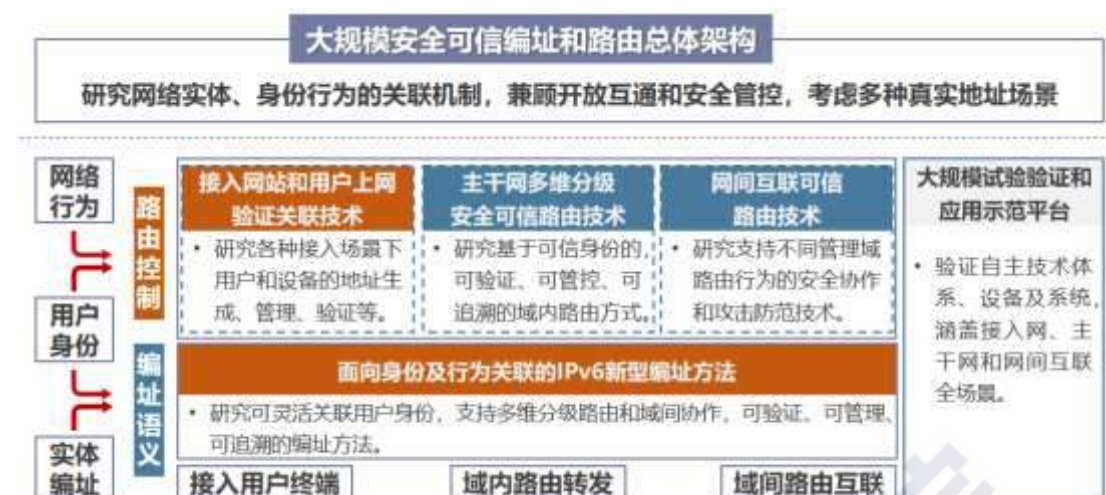 大规模安全可信编址和路由总体架构
研究网络实体、身份行为的关联机制，兼顾开放互通和安全管控，考虑多种真实地址场景
网络
行为
用户
身份
实体
编址
路由控制
编址语义
接入网站和用户上网
验证关联技术
• 研究各种接入场景下
用户和设备的地址生
成、管理、验证等。
主干网多维分级
安全可信路由技术
• 研究基于可信身份的,
可验证、可管控、可
追溯的域内路由方式。
网间互联可信
路由技术
• 研究支持不同管理域
路由行为的安全协作
和攻击防范技术。
面向身份及行为关联的IPv6新型编址方法
• 研究可灵活关联用户身份，支持多维分级路由和域间协作，可验证、可管理、
可追溯的编址方法。
接入用户终端
域内路由转发
域间路由互联
大规模试验验证和
应用示范平台
• 验证自主技术体
系、设备及系统,
涵盖接入网、主
干网和网间互联
全场景。